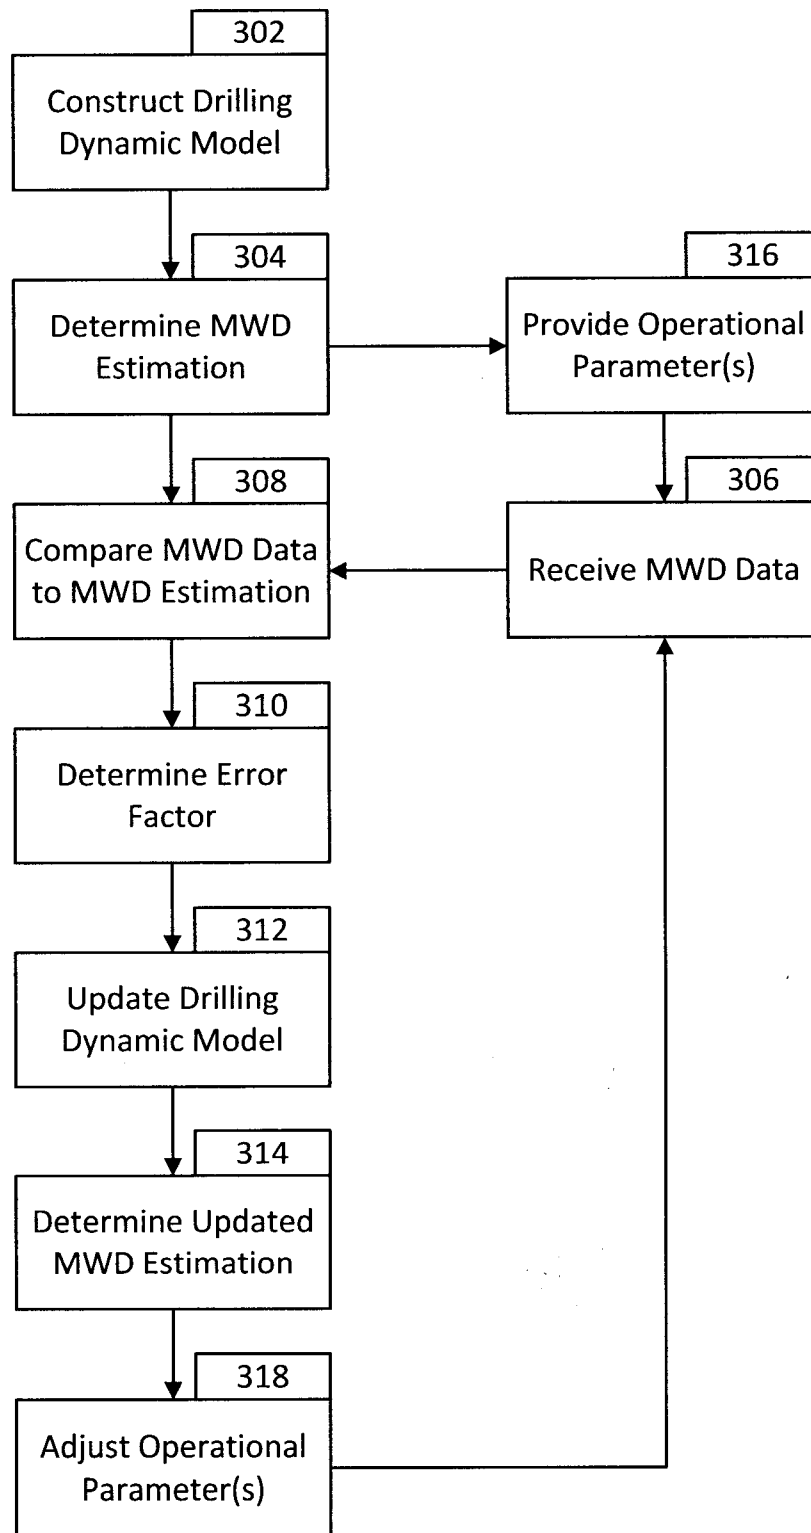 302
Construct Drilling
Dynamic Model
304
Determine MWD
Estimation
316
Provide Operational
Parameter(s)
308
Compare MWD Data
to MWD Estimation
306
Receive MWD Data
310
Determine Error
Factor
312
Update Drilling
Dynamic Model
314
Determine Updated
MWD Estimation
318
Adjust Operational
Parameter(s)